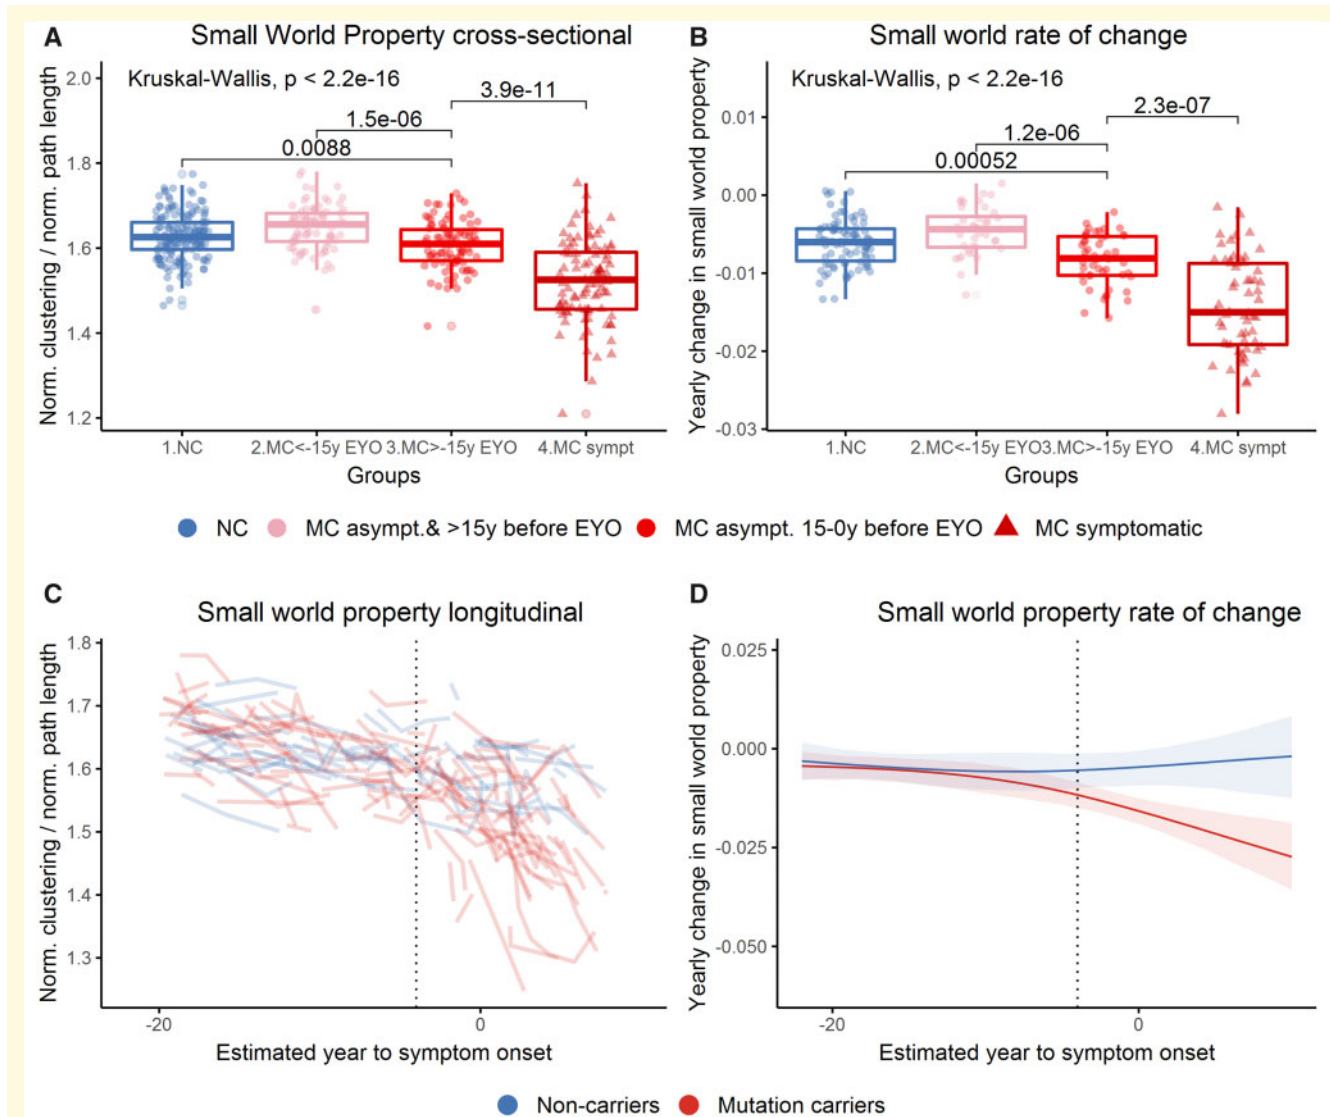 A
Small World Property cross-sectional
Norm. clustering / norm. path length
2.0
1.8
1.6
1.4
1.2
Kruskal-Wallis, p < 2.2e-16
3.9e-11
1.5e-06
0.0088
1.NC
2.MC<-15y EYO
3.MC>-15y EYO
4.MC sympt
Groups
B
Small world rate of change
Yearly change in small world property
0.01
0.00
-0.01
-0.02
-0.03
Kruskal-Wallis, p < 2.2e-16
2.3e-07
1.2e-06
0.00052
1.NC
2.MC<-15y EYO
3.MC>-15y EYO
4.MC sympt
Groups
NC
MC asympt.& >15y before EYO
MC asympt. 15-0y before EYO
MC symptomatic
C
Small world property longitudinal
Norm. clustering / norm. path length
1.8
1.7
1.6
1.5
1.4
1.3
-20
0
Estimated year to symptom onset
D
Small world property rate of change
Yearly change in small world property
0.025
0.000
-0.025
-0.050
-20
0
Estimated year to symptom onset
Non-carriers
Mutation carriers